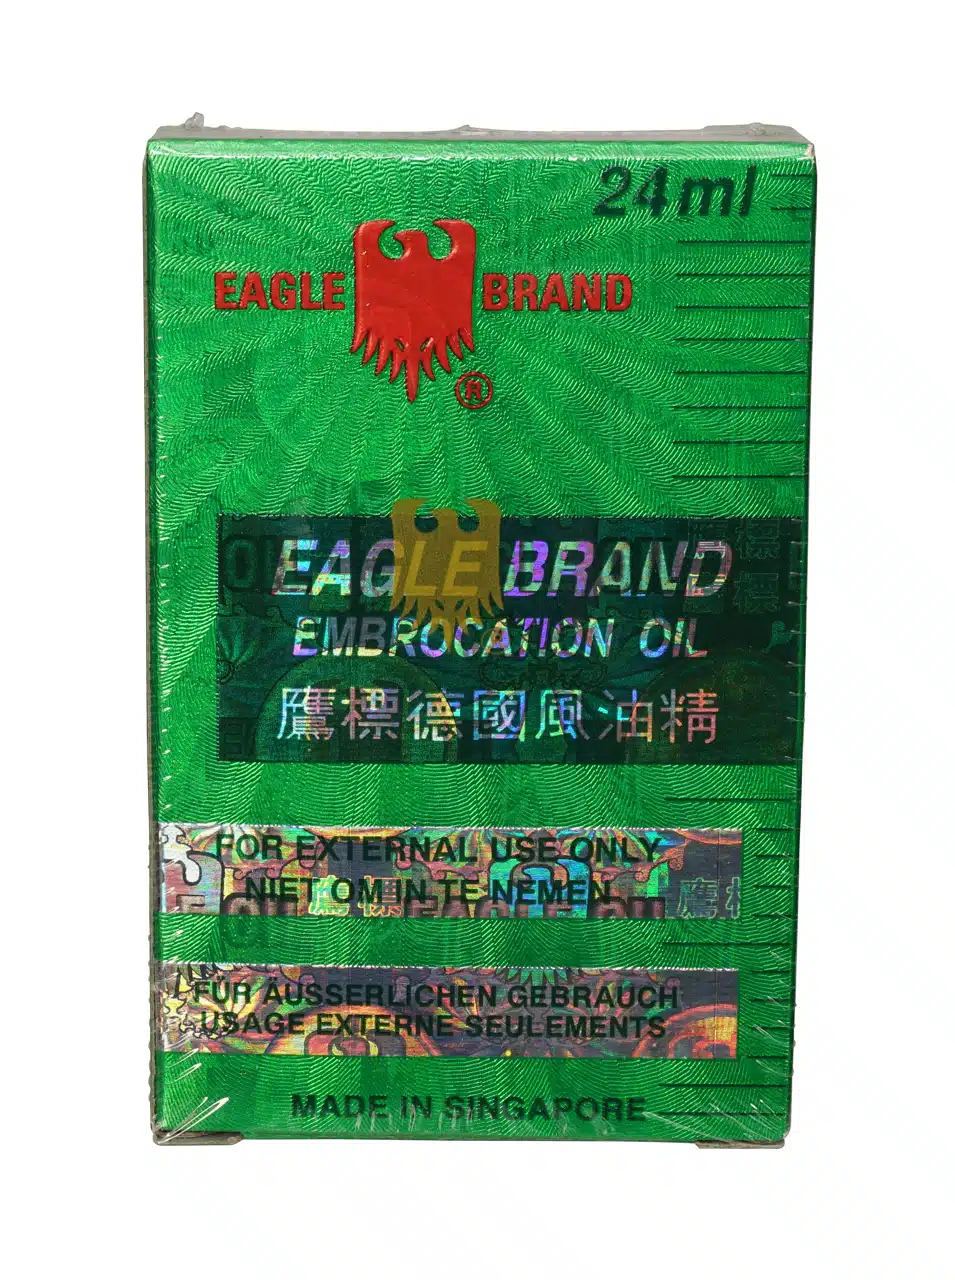 24ml
EAGLE BRAND
®
EAGLE BRAND
EMBROCATION OIL
鷹標德國風油精
FOR EXTERNAL USE ONLY
NIET OM IN TE NEMEN
FÜR ÄUSSERLICHEN GEBRAUCH
USAGE EXTERNE SEULEMENTS
MADE IN SINGAPORE